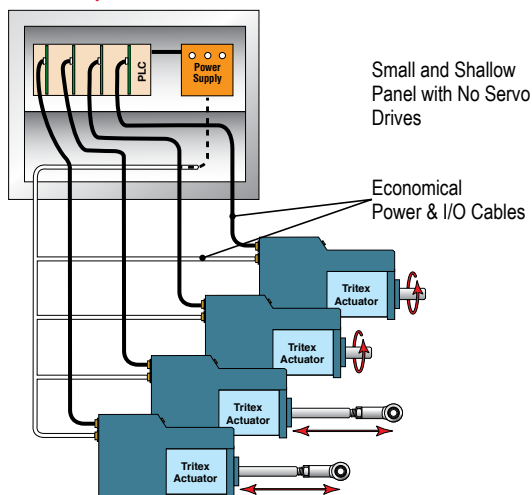 PLC
Power
Supply
Small and Shallow
Panel with No Servo
Drives
Economical
Power & I/O Cables
Tritex
Actuator
Tritex
Actuator
Tritex
Actuator
Tritex
Actuator